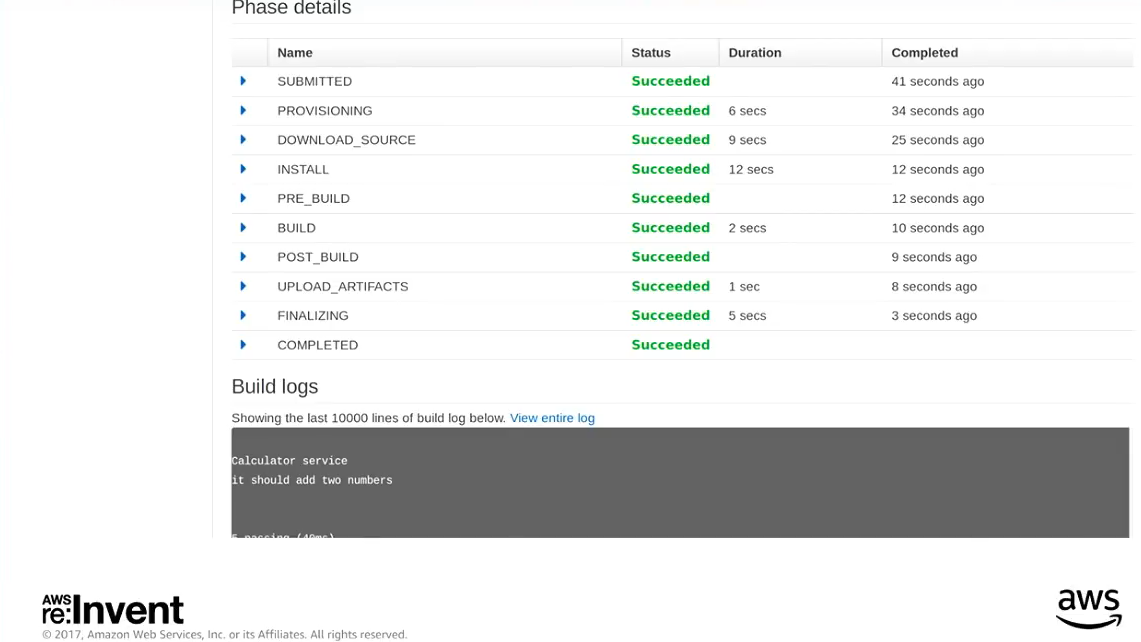 Phase details
Name Status Duration Completed
SUBMITTED Succeeded 41 seconds ago
PROVISIONING Succeeded 6 secs 34 seconds ago
DOWNLOAD_SOURCE Succeeded 9 secs 25 seconds ago
INSTALL Succeeded 12 secs 12 seconds ago
PRE_BUILD Succeeded 12 seconds ago
BUILD Succeeded 2 secs 10 seconds ago
POST_BUILD Succeeded 9 seconds ago
UPLOAD_ARTIFACTS Succeeded 1 sec 8 seconds ago
FINALIZING Succeeded 5 secs 3 seconds ago
COMPLETED Succeeded
Build logs
Showing the last 10000 lines of build log below. View entire log
Calculator service
it should add two numbers
passing
AWS
re:Invent
aws
© 2017, Amazon Web Services, Inc. or its Affiliates. All rights reserved.